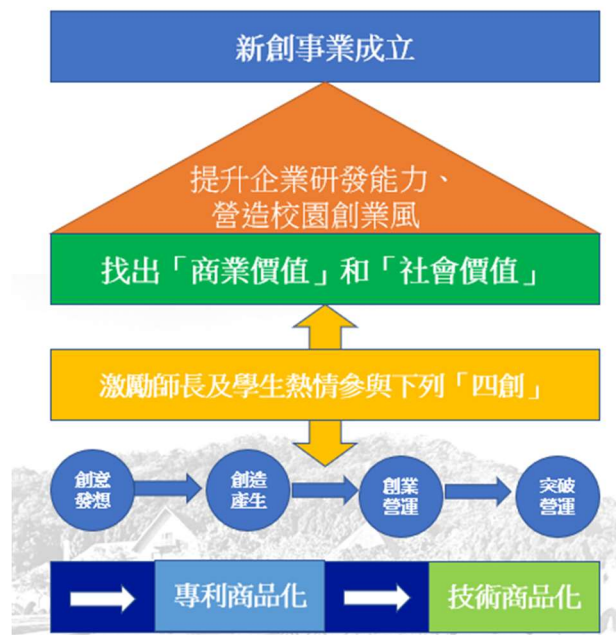 新創事業成立
提升企業研發能力、
營造校園創業風
找出「商業價值」和「社會價值」
激勵師長及學生熱情參與下列「四創」
創意
發想
創造
產生
創業
營運
突破
營運
專利商品化
技術商品化